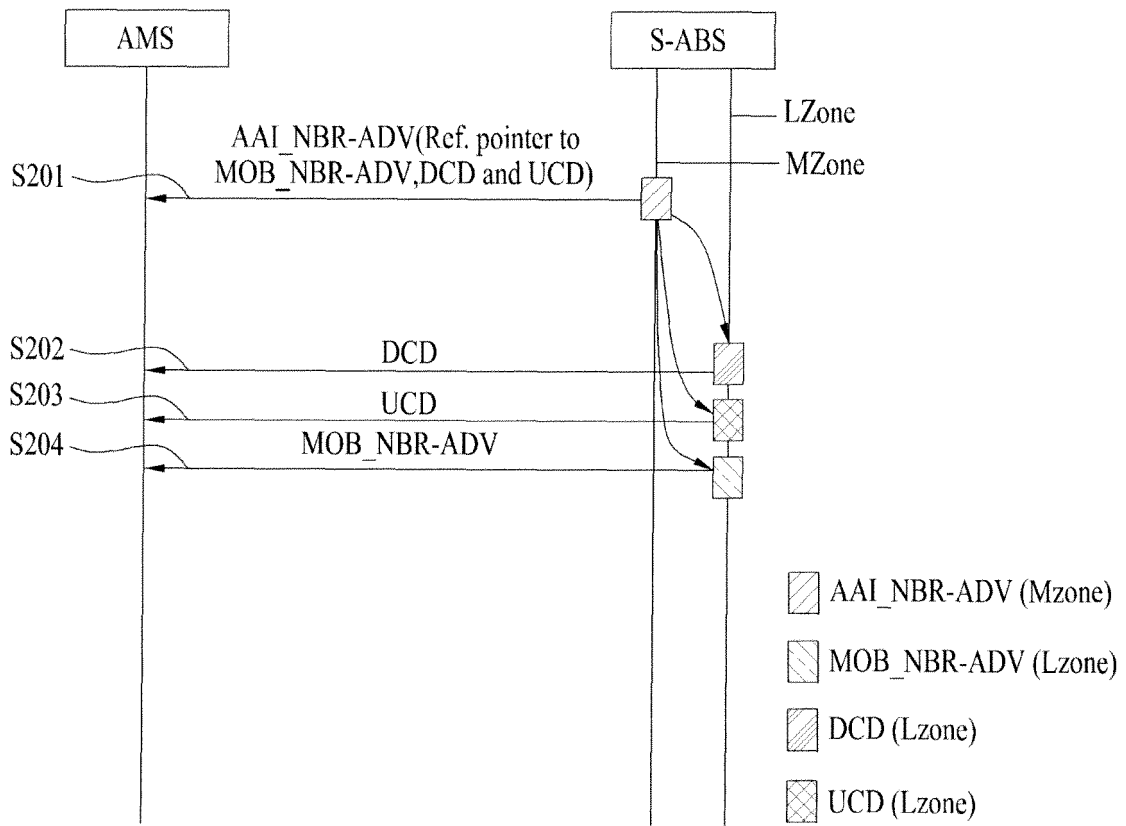 AMS
S-ABS
LZone
MZone
AAI_NBR-ADV(Ref. pointer to
MOB_NBR-ADV,DCD and UCD)
S201
S202
DCD
S203
UCD
S204
MOB_NBR-ADV
AAI_NBR-ADV (Mzone)
MOB_NBR-ADV (Lzone)
DCD (Lzone)
UCD (Lzone)